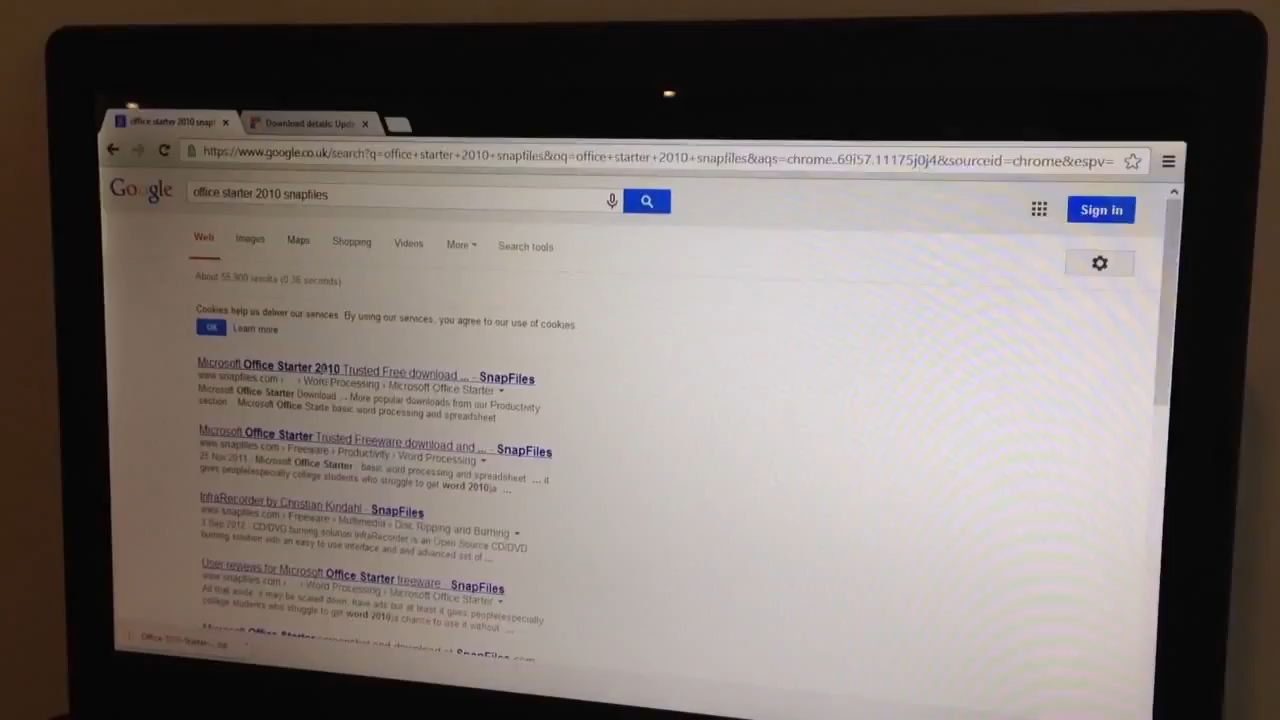 office starter 2010 snapf
Download details: Upda
https://www.google.co.uk/search?q=office+starter+2010+snapfiles&oq=office+starter+2010+snapfiles&aqs=chrome..69i57.11175j0j4&sourceid=chrome&espv=
Google
office starter 2010 snapfiles
Sign in
Web Images Maps Shopping Videos More Search tools
About 55,900 results (0.36 seconds)
Cookies help us deliver our services. By using our services, you agree to our use of cookies.
OK Learn more
Microsoft Office Starter 2010 Trusted Free download ... - SnapFiles
www.snapfiles.com › ... › Word Processing › Microsoft Office Starter
Microsoft Office Starter Download ... More popular downloads from our Productivity
section · Microsoft Office Starte basic word processing and spreadsheet
Microsoft Office Starter Trusted Freeware download and ... - SnapFiles
www.snapfiles.com › Freeware › Productivity › Word Processing
25 Nov 2011 - Microsoft Office Starter · basic word processing and spreadsheet ... it
gives people(especially college students who struggle to get word 2010)a ...
InfraRecorder by Christian Kindahl - SnapFiles
www.snapfiles.com › Freeware › Multimedia › Disc Ripping and Burning
3 Sep 2012 - CD/DVD burning solution InfraRecorder is an Open Source CD/DVD
burning solution with an easy to use interface and and advanced set of ...
User reviews for Microsoft Office Starter freeware - SnapFiles
www.snapfiles.com › ... › Word Processing › Microsoft Office Starter
All that aside, it may be scaled down, have ads but at least it gives people(especially
college students who struggle to get word 2010)a chance to use it without ...
Microsoft Office Starter screenshot and download at SnapFiles.com
Office 2010 Starter-....zip